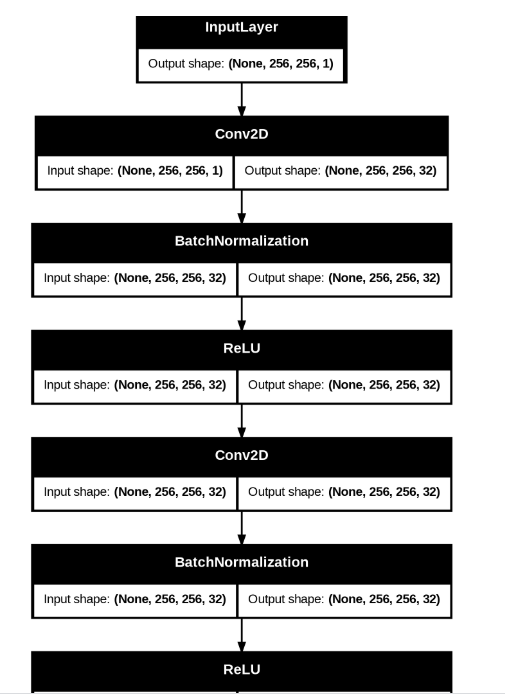 InputLayer
Output shape: (None, 256, 256, 1)
Conv2D
Input shape: (None, 256, 256, 1) Output shape: (None, 256, 256, 32)
BatchNormalization
Input shape: (None, 256, 256, 32) Output shape: (None, 256, 256, 32)
ReLU
Input shape: (None, 256, 256, 32) Output shape: (None, 256, 256, 32)
Conv2D
Input shape: (None, 256, 256, 32) Output shape: (None, 256, 256, 32)
BatchNormalization
Input shape: (None, 256, 256, 32) Output shape: (None, 256, 256, 32)
ReLU